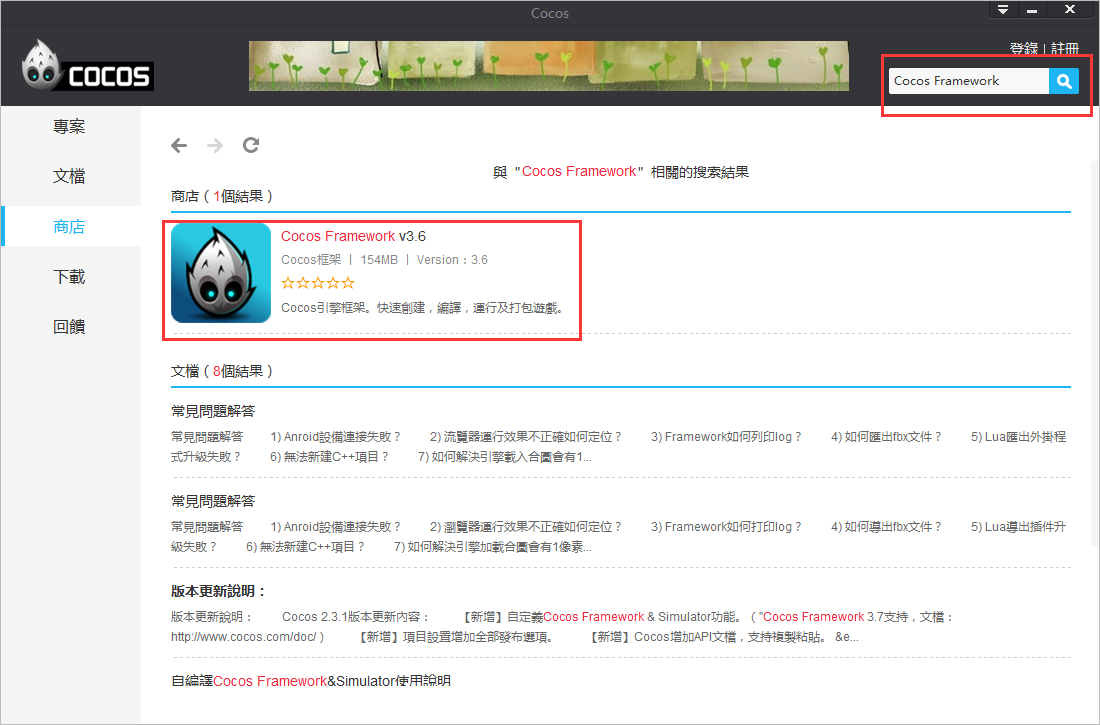 Cocos
COCOS
登錄 | 註冊
Cocos Framework
專案
文檔
商店
下載
回饋
與 "Cocos Framework" 相關的搜索結果
商店 ( 1個結果 )
Cocos Framework v3.6
Cocos框架 | 154MB | Version：3.6
Cocos引擎框架。快速創建，編譯，運行及打包遊戲。
文檔 ( 8個結果 )
常見問題解答
常見問題解答 1) Anroid設備連接失敗？ 2) 流覽器運行效果不正確如何定位？ 3) Framework如何列印log？ 4) 如何匯出fbx文件？ 5) Lua匯出外掛程
式升級失敗？ 6) 無法新建C++項目？ 7) 如何解決引擎載入合圖會有1...
常見問題解答
常見問題解答 1) Anroid設備連接失敗？ 2) 瀏覽器運行效果不正確如何定位？ 3) Framework如何打印log？ 4) 如何導出fbx文件？ 5) Lua導出插件升
級失敗？ 6) 無法新建C++項目？ 7) 如何解決引擎加載合圖會有1像素...
版本更新說明：
版本更新說明： Cocos 2.3.1版本更新內容： 【新增】自定義Cocos Framework & Simulator功能。 ( "Cocos Framework 3.7支持，文檔：
http://www.cocos.com/doc/ ) 【新增】項目設置增加全部發布選項。 【新增】Cocos增加API文檔，支持複製粘貼。 &e...
自編譯Cocos Framework&Simulator使用說明